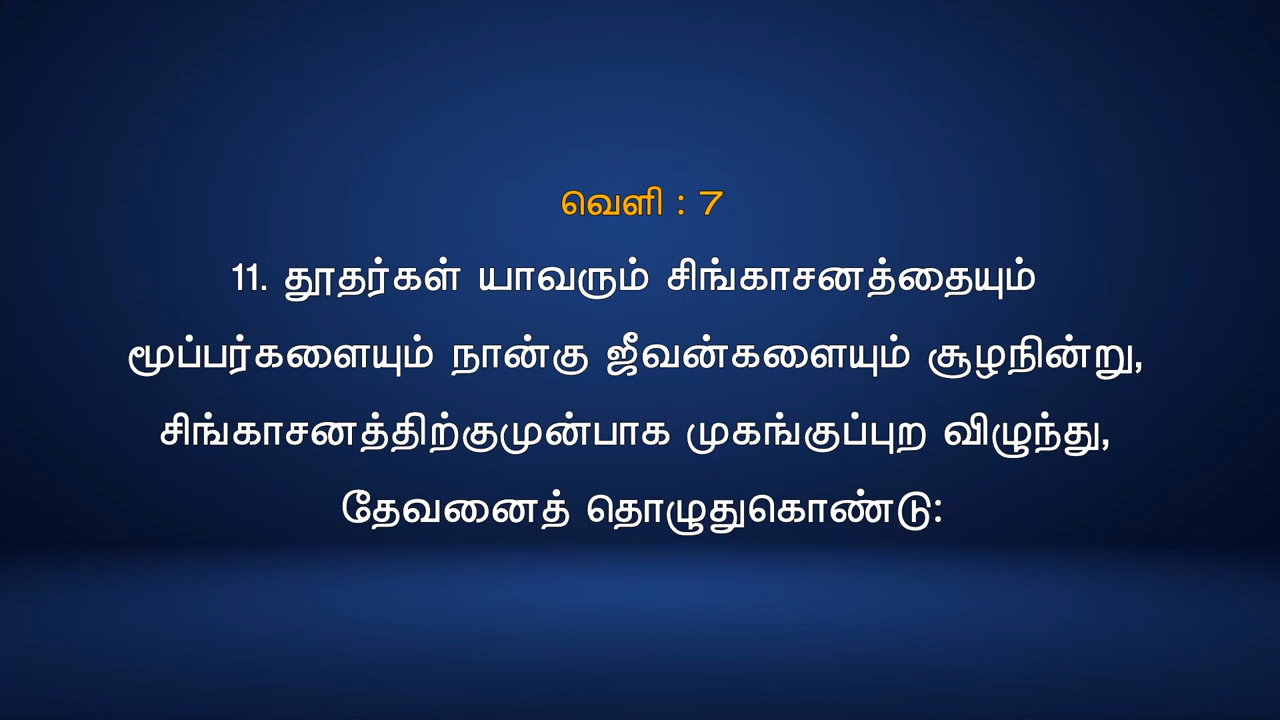 வெளி : 7
11. தூதர்கள் யாவரும் சிங்காசனத்தையும்
மூப்பர்களையும் நான்கு ஜீவன்களையும் சூழநின்று,
சிங்காசனத்திற்குமுன்பாக முகங்குப்புற விழுந்து,
தேவனைத் தொழுதுகொண்டு: